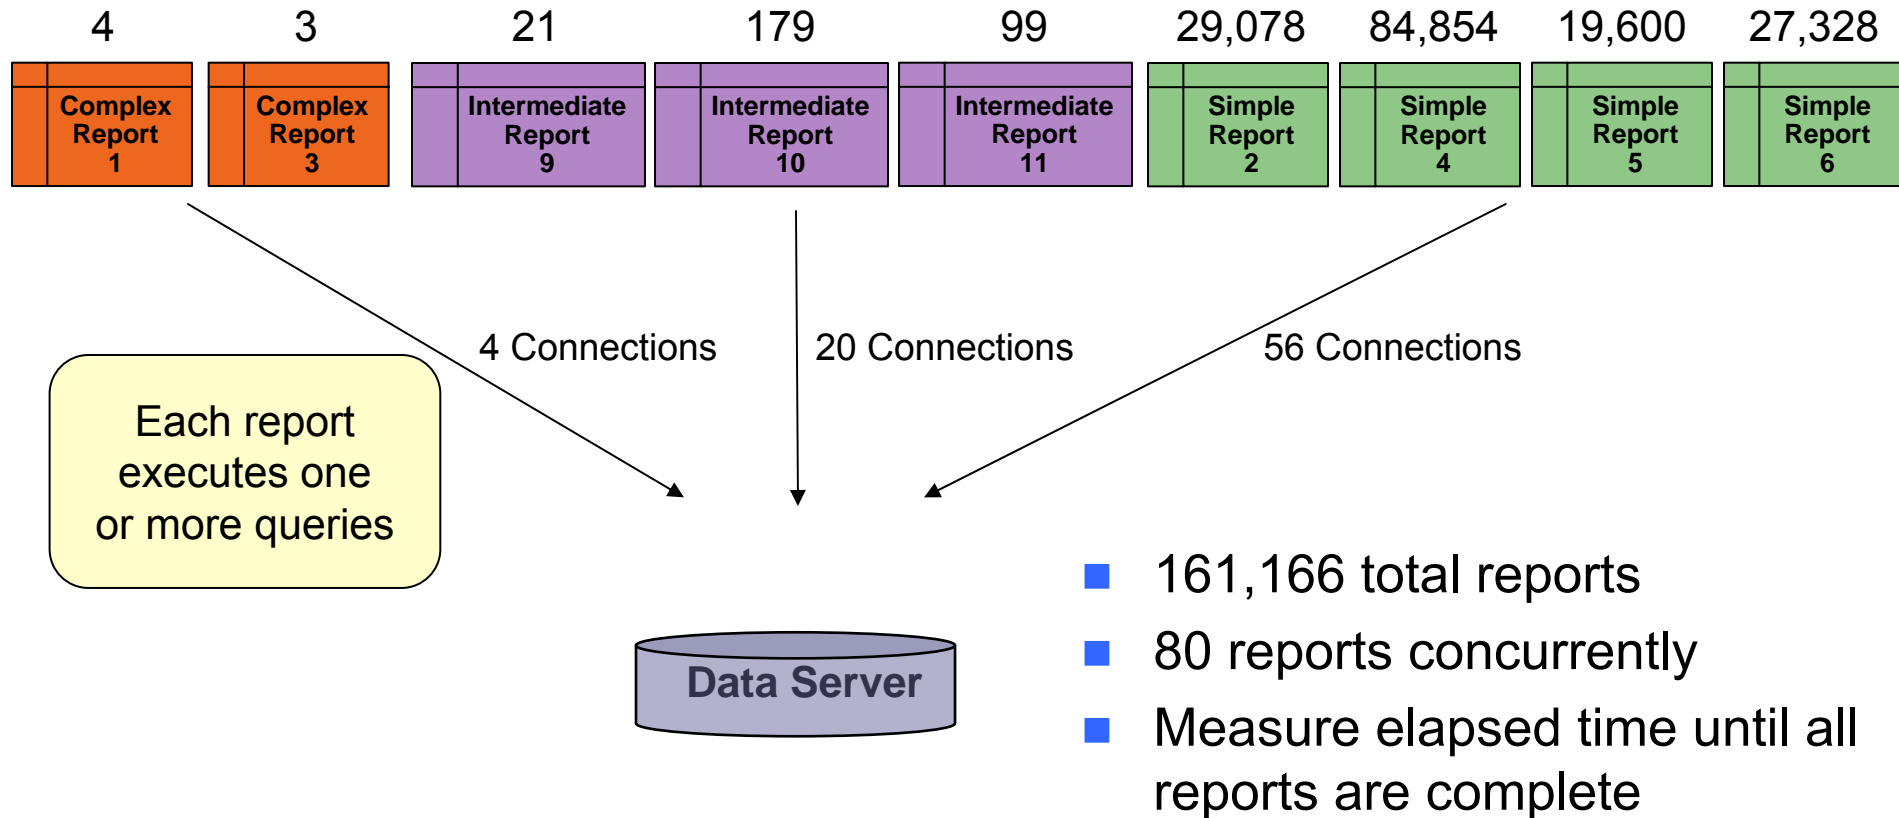 4 3 21 179 99 29,078 84,854 19,600 27,328
Complex
Report
1
Complex
Report
3
Intermediate
Report
9
Intermediate
Report
10
Intermediate
Report
11
Simple
Report
2
Simple
Report
4
Simple
Report
5
Simple
Report
6
4 Connections
20 Connections
56 Connections
Each report
executes one
or more queries
Data Server
161,166 total reports
80 reports concurrently
Measure elapsed time until all
reports are complete